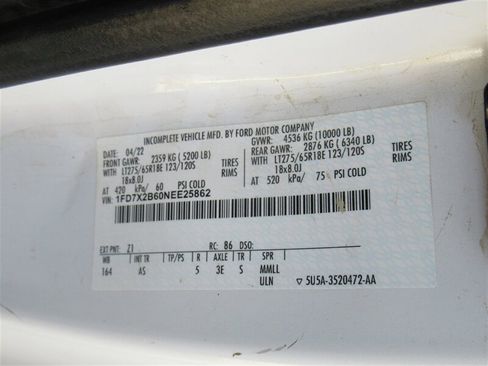 INCOMPLETE VEHICLE MFD. BY FORD MOTOR COMPANY
DATE: 04/22 GVWR: 4536 KG (10000 LB)
FRONT GAWR: 2359 KG (5200 LB) REAR GAWR: 2876 KG (6340 LB)
WITH LT275/65R18E 123/120S TIRES WITH LT275/65R18E 123/120S TIRES
18x8.0J RIMS 18x8.0J RIMS
AT 420 kPa/ 60 PSI COLD AT 520 kPa/ 75 PSI COLD
VIN: 1FD7X2B60NEE25862
EXT PNT: Z1 RC: 86 DSO:
WB INT TR TP/PS R AXLE TR SPR
164 AS 5 3E S MMLL
ULN ▽ 5U5A-3520472-AA